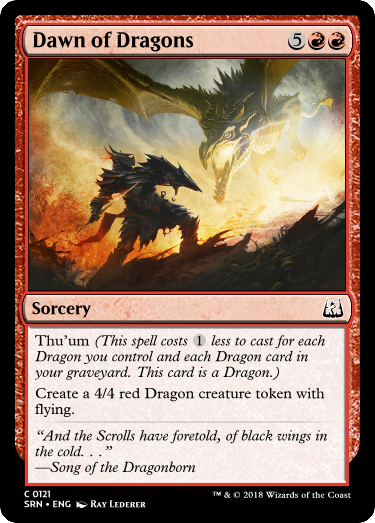 Dawn of Dragons 5
Sorcery
Thu'um (This spell costs 1 less to cast for each
Dragon you control and each Dragon card in
your graveyard. This card is a Dragon.)
Create a 4/4 red Dragon creature token with
flying.
"And the Scrolls have foretold, of black wings in
the cold. . ."
—Song of the Dragonborn
C 0121
SRN • ENG Ray Lederer
™ & © 2018 Wizards of the Coast